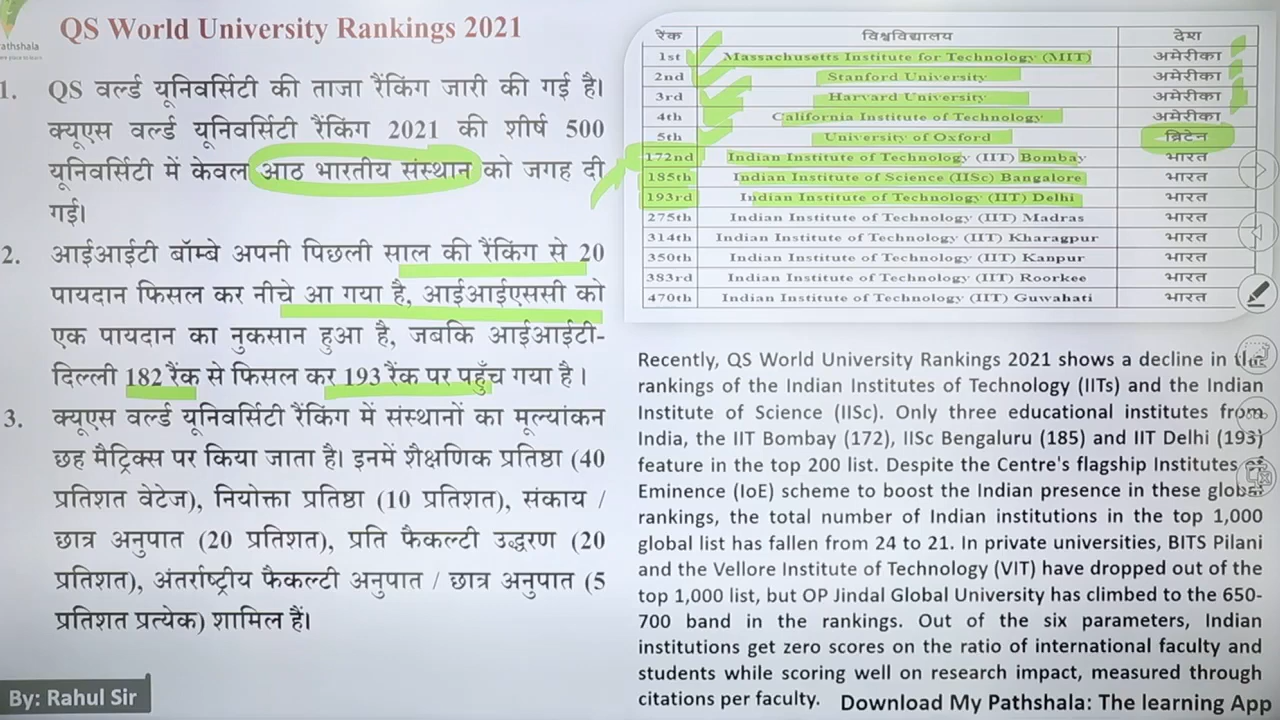 athshala
QS World University Rankings 2021
1. QS वर्ल्ड यूनिवर्सिटी की ताजा रैंकिंग जारी की गई है।
क्यूएस वर्ल्ड यूनिवर्सिटी रैंकिंग 2021 की शीर्ष 500
यूनिवर्सिटी में केवल आठ भारतीय संस्थान को जगह दी
गई।
2. आईआईटी बॉम्बे अपनी पिछली साल की रैंकिंग से 20
पायदान फिसल कर नीचे आ गया है, आईआईएससी को
एक पायदान का नुकसान हुआ है, जबकि आईआईटी-
दिल्ली 182 रैंक से फिसल कर 193 रैंक पर पहुँच गया है ।
3. क्यूएस वर्ल्ड यूनिवर्सिटी रैंकिंग में संस्थानों का मूल्यांकन
छह मैट्रिक्स पर किया जाता है। इनमें शैक्षणिक प्रतिष्ठा (40
प्रतिशत वेटेज), नियोक्ता प्रतिष्ठा (10 प्रतिशत), संकाय /
छात्र अनुपात (20 प्रतिशत), प्रति फैकल्टी उद्धरण (20
प्रतिशत), अंतर्राष्ट्रीय फैकल्टी अनुपात / छात्र अनुपात (5
प्रतिशत प्रत्येक) शामिल हैं।
By: Rahul Sir
रैंक विश्वविद्यालय देश
1st Massachusetts Institute for Technology (MIT) अमेरीका
2nd Stanford University अमेरीका
3rd Harvard University अमेरीका
4th California Institute of Technology अमेरीका
5th University of Oxford ब्रिटेन
172nd Indian Institute of Technology (IIT) Bombay भारत
185th Indian Institute of Science (IISc) Bangalore भारत
193rd Indian Institute of Technology (IIT) Delhi भारत
275th Indian Institute of Technology (IIT) Madras भारत
314th Indian Institute of Technology (IIT) Kharagpur भारत
350th Indian Institute of Technology (IIT) Kanpur भारत
383rd Indian Institute of Technology (IIT) Roorkee भारत
470th Indian Institute of Technology (IIT) Guwahati भारत
Recently, QS World University Rankings 2021 shows a decline in the
rankings of the Indian Institutes of Technology (IITs) and the Indian
Institute of Science (IISc). Only three educational institutes from
India, the IIT Bombay (172), IISc Bengaluru (185) and IIT Delhi (193)
feature in the top 200 list. Despite the Centre's flagship Institutes of
Eminence (IoE) scheme to boost the Indian presence in these global
rankings, the total number of Indian institutions in the top 1,000
global list has fallen from 24 to 21. In private universities, BITS Pilani
and the Vellore Institute of Technology (VIT) have dropped out of the
top 1,000 list, but OP Jindal Global University has climbed to the 650-
700 band in the rankings. Out of the six parameters, Indian
institutions get zero scores on the ratio of international faculty and
students while scoring well on research impact, measured through
citations per faculty. Download My Pathshala: The learning App